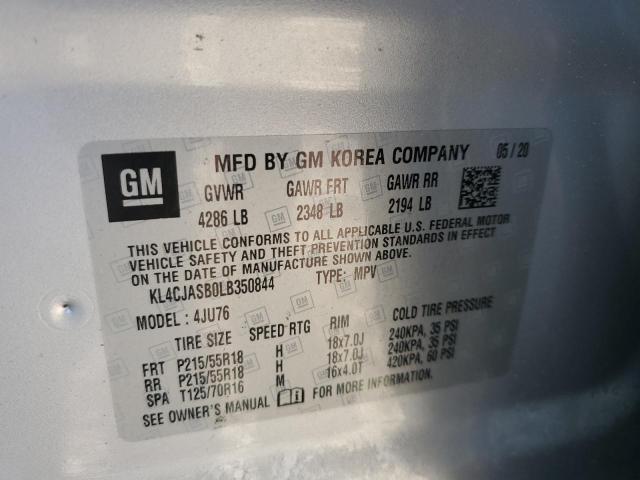 GM
MFD BY GM KOREA COMPANY 05 / 20
GVWR GAWR FRT GAWR RR
4286 LB 2348 LB 2194 LB
THIS VEHICLE CONFORMS TO ALL APPLICABLE U.S. FEDERAL MOTOR
VEHICLE SAFETY AND THEFT PREVENTION STANDARDS IN EFFECT
ON THE DATE OF MANUFACTURE SHOWN ABOVE.
KL4CJASB0LB350844 TYPE: MPV
MODEL : 4JU76
TIRE SIZE SPEED RTG RIM COLD TIRE PRESSURE
FRT P215/55R18 H 18x7.0J 240KPA, 35 PSI
RR P215/55R18 H 18x7.0J 240KPA, 35 PSI
SPA T125/70R16 M 16x4.0T 420KPA, 60 PSI
SEE OWNER'S MANUAL FOR MORE INFORMATION